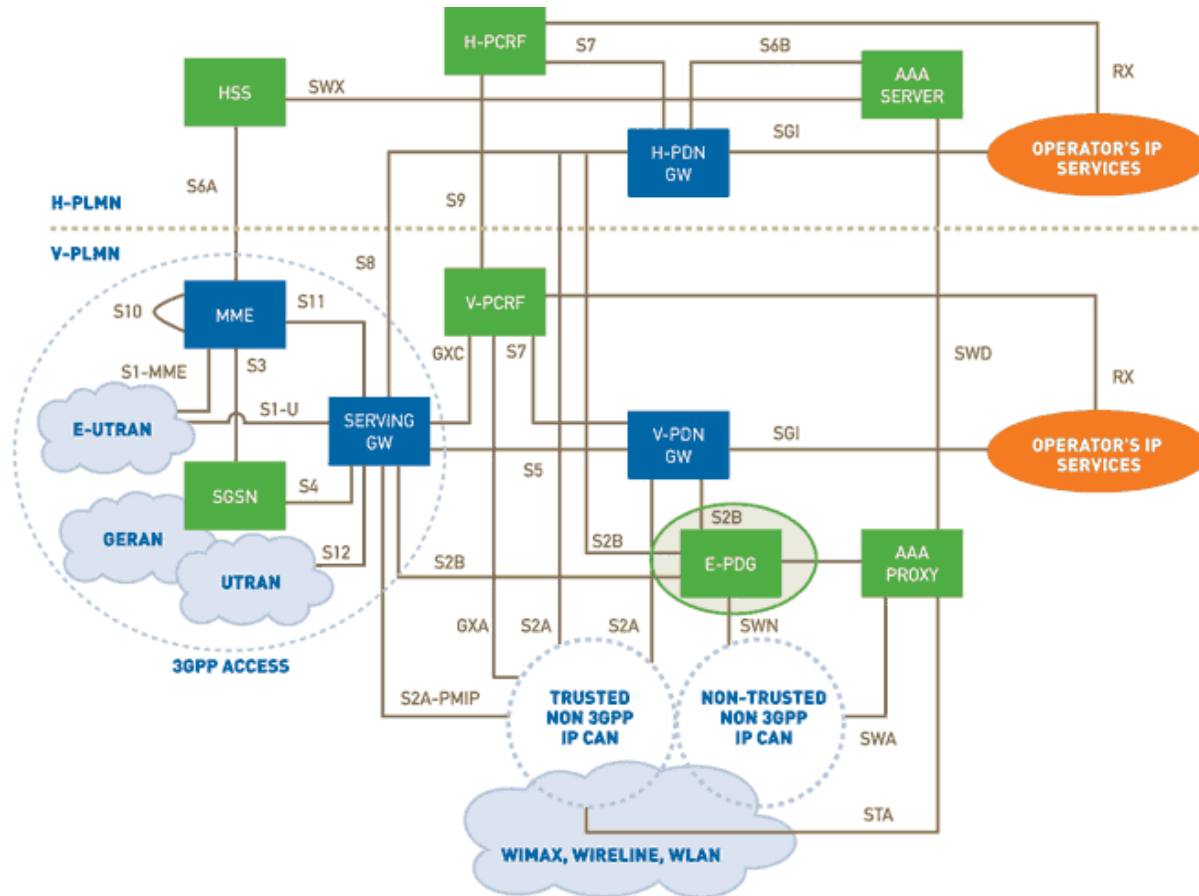 H-PCRF
S7
S6B
AAA
SERVER
RX
HSS
SWX
SGI
H-PDN
GW
OPERATOR'S IP
SERVICES
S6A
S9
H-PLMN
V-PLMN
S8
MME
S10
S11
V-PCRF
S1-MME
S3
GXC
S7
SWD
RX
E-UTRAN
S1-U
SERVING
GW
V-PDN
GW
SGI
OPERATOR'S IP
SERVICES
S5
SGSN
S4
GERAN
S12
UTRAN
S2B
S2B
S2B
E-PDG
AAA
PROXY
GXA
S2A
S2A
SWN
3GPP ACCESS
S2A-PMIP
TRUSTED
NON 3GPP
IP CAN
NON-TRUSTED
NON 3GPP
IP CAN
SWA
STA
WIMAX, WIRELINE, WLAN